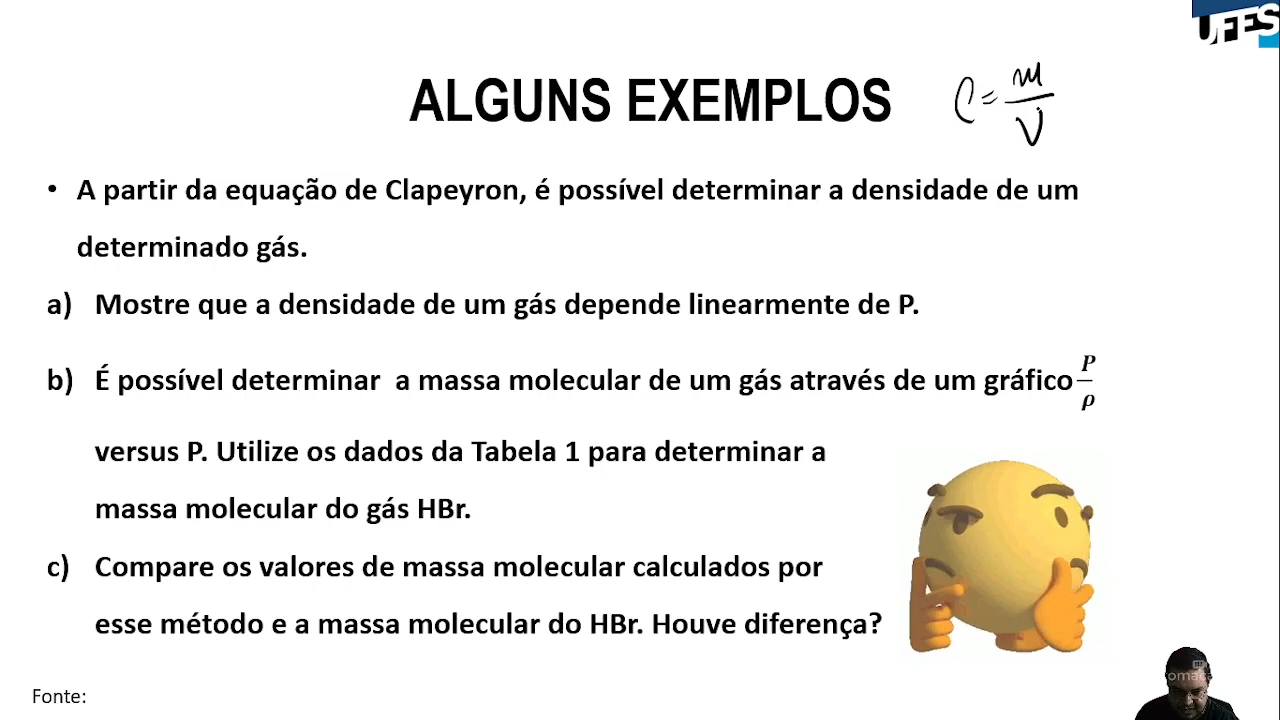 UFES
ALGUNS EXEMPLOS
ρ = m
V
• A partir da equação de Clapeyron, é possível determinar a densidade de um
determinado gás.
a) Mostre que a densidade de um gás depende linearmente de P.
b) É possível determinar a massa molecular de um gás através de um gráfico P/ρ
versus P. Utilize os dados da Tabela 1 para determinar a
massa molecular do gás HBr.
c) Compare os valores de massa molecular calculados por
esse método e a massa molecular do HBr. Houve diferença?
Fonte: